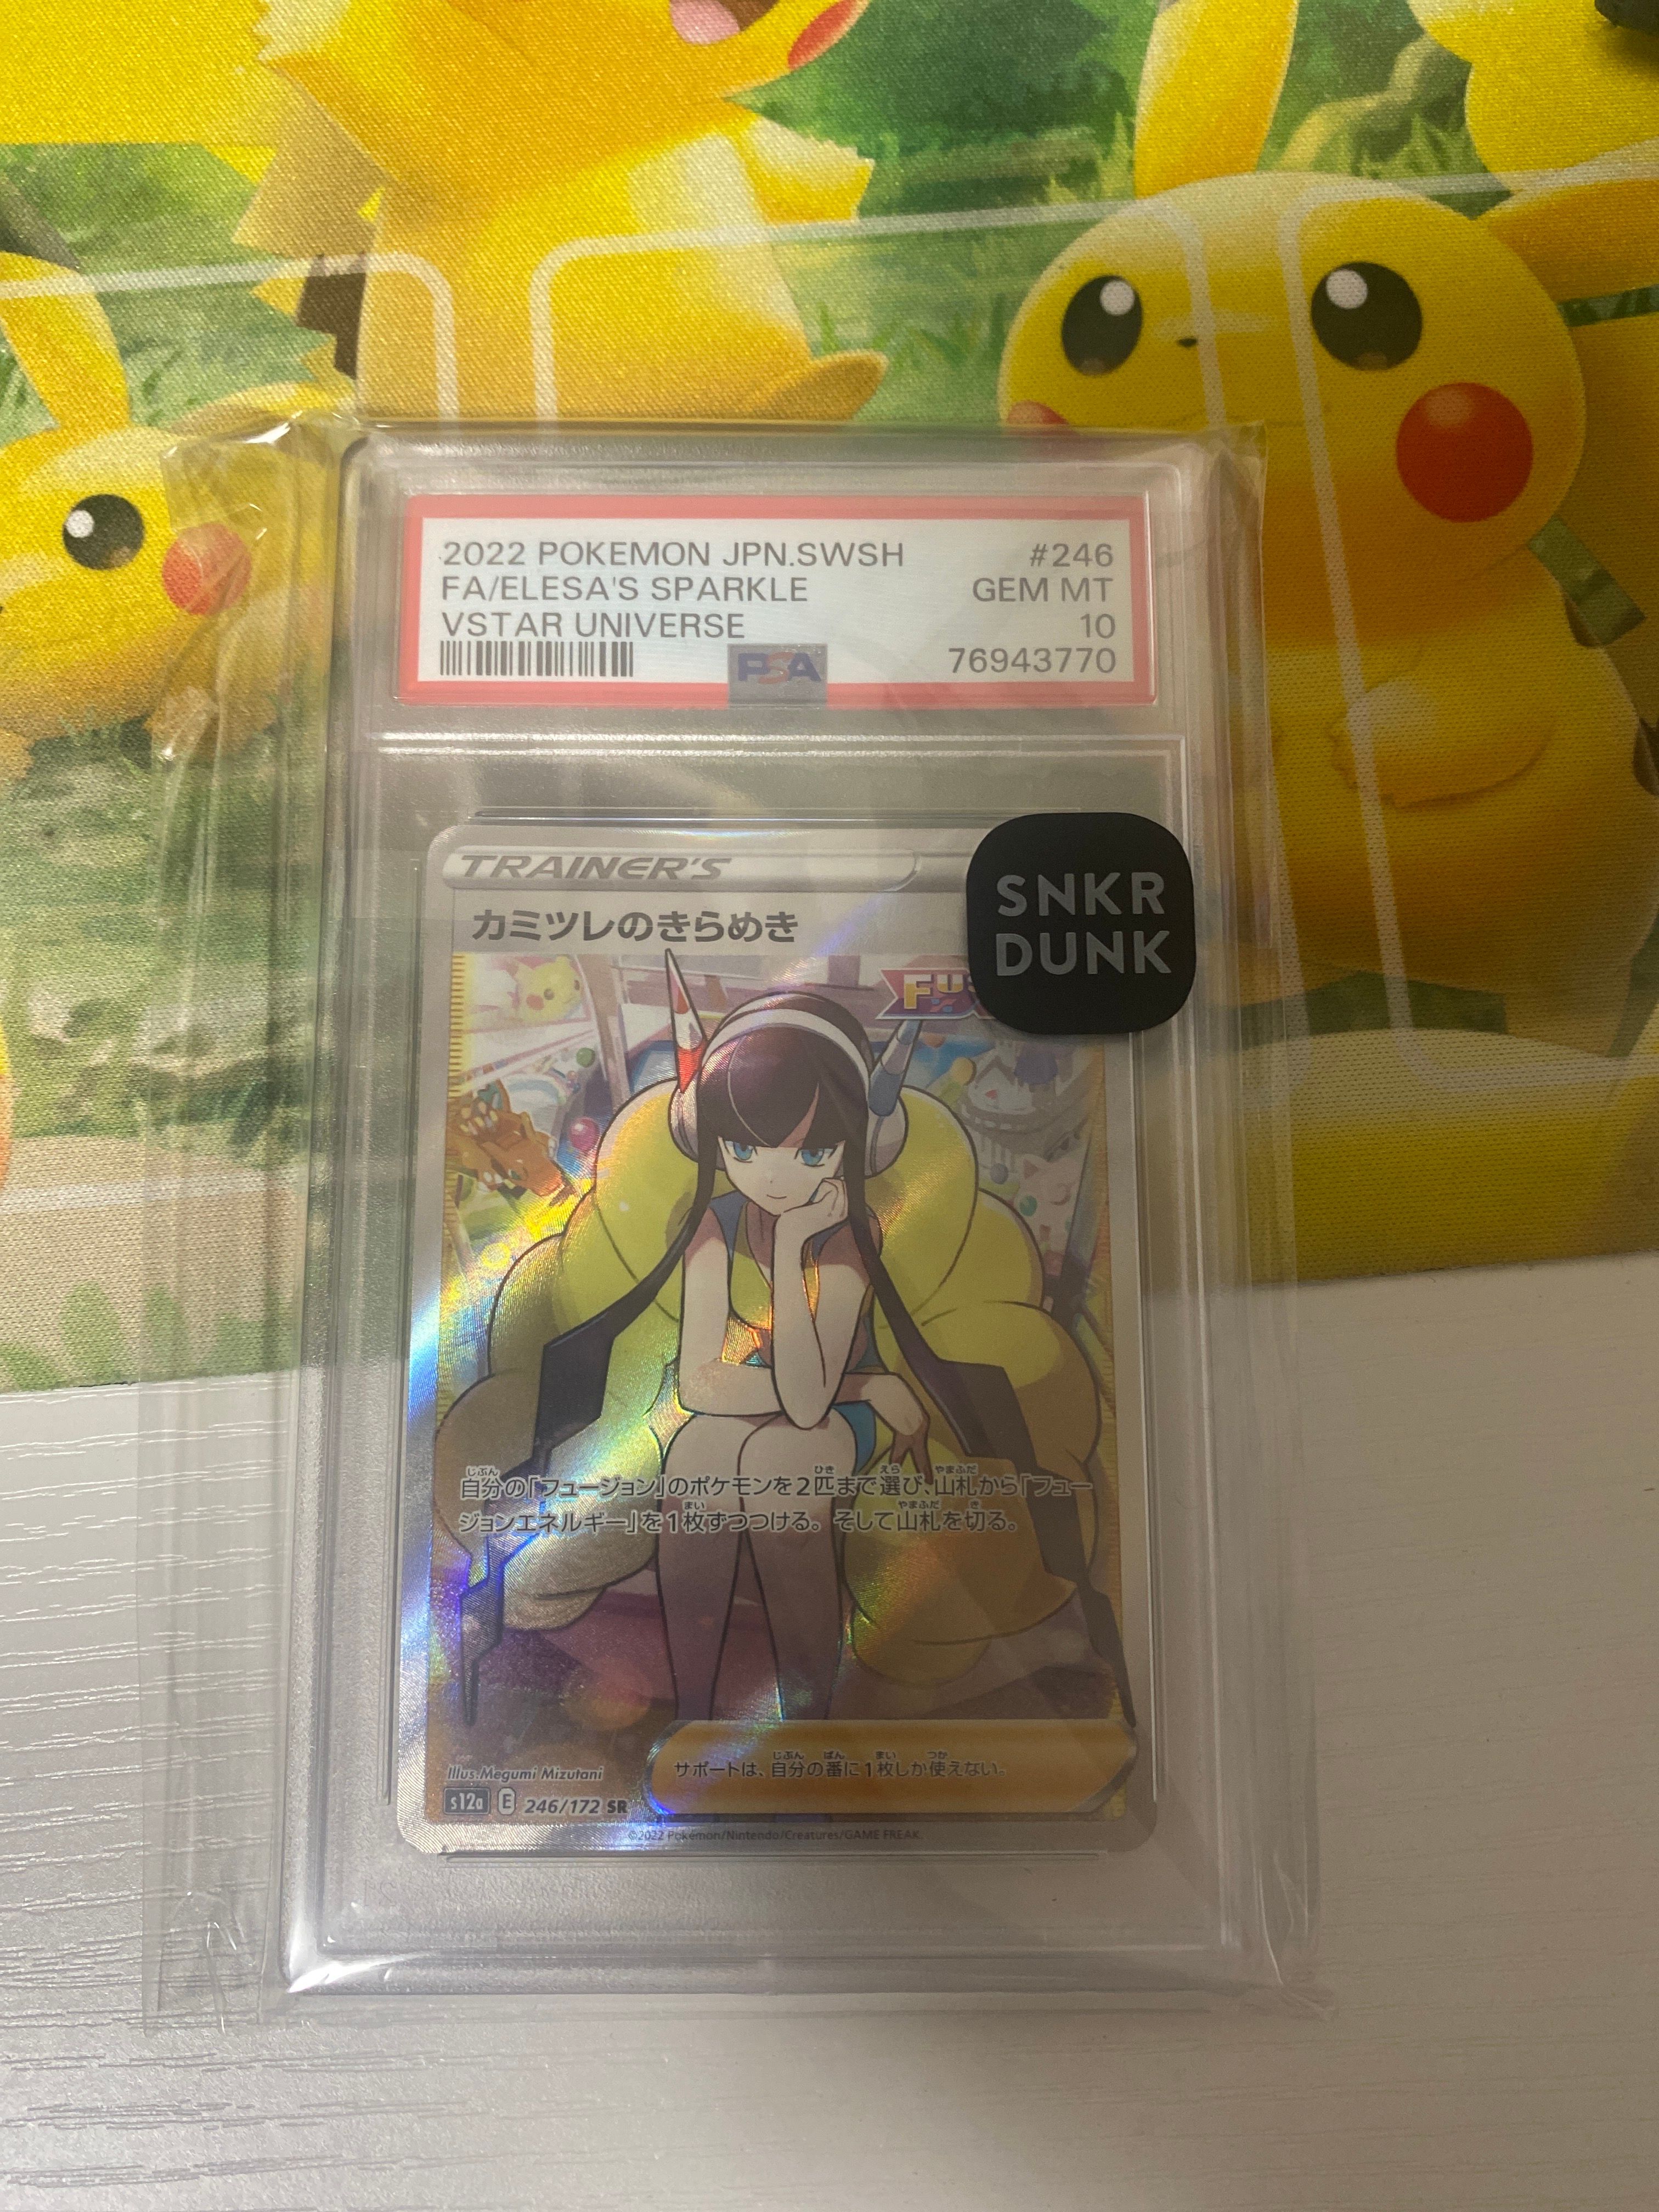 2022 POKEMON JPN.SWSH #246
FA/ELESA'S SPARKLE GEM MT
VSTAR UNIVERSE 10
PSA 76943770
TRAINER'S
SNKR
DUNK
カミツレのきらめき
自分の「フュージョン」のポケモンを2匹まで選び、山札から「フュー
ジョンエネルギー」を1枚ずつつける。そして山札を切る。
サポートは、自分の番に1枚しか使えない。
Illus. Megumi Mizutani
s12a E 246/172 SR
©2022 Pokémon/Nintendo/Creatures/GAME FREAK.